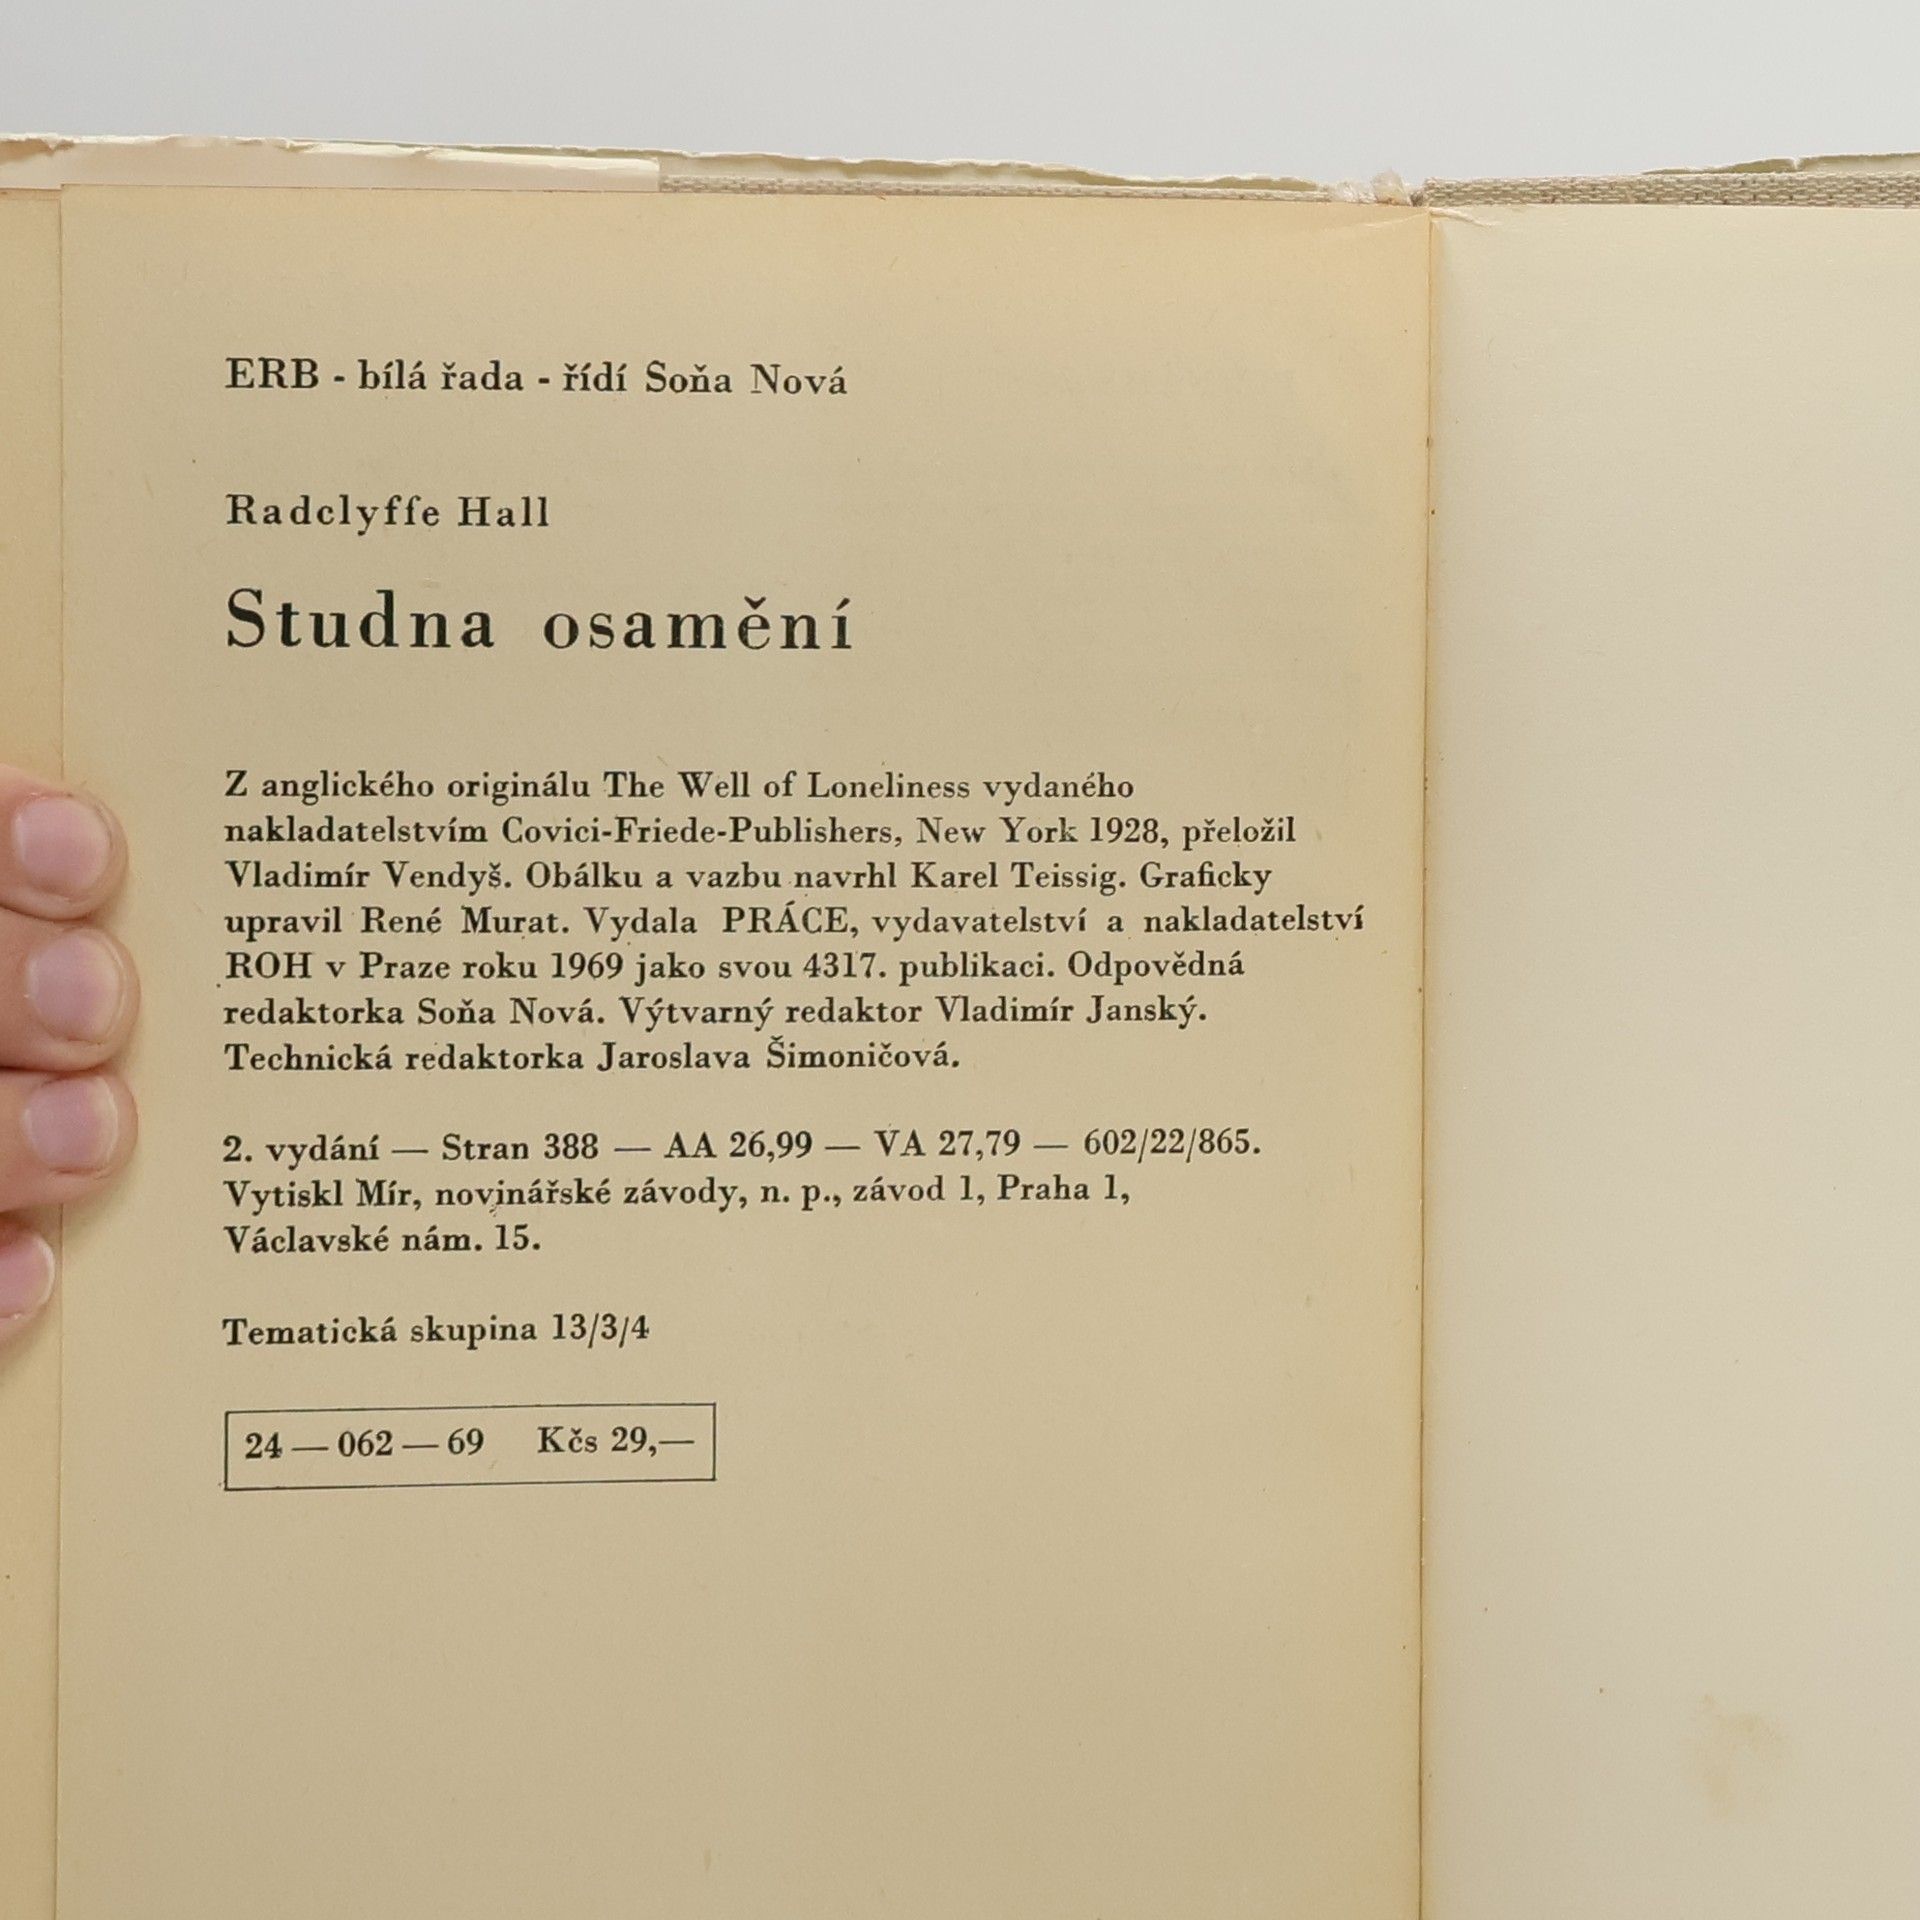 ERB - bílá řada - řídí Soňa Nová
Radclyffe Hall
Studna osamění
Z anglického originálu The Well of Loneliness vydaného
nakladatelstvím Covici-Friede-Publishers, New York 1928, přeložil
Vladimír Vendyš. Obálku a vazbu navrhl Karel Teissig. Graficky
upravil René Murat. Vydala PRÁCE, vydavatelství a nakladatelství
ROH v Praze roku 1969 jako svou 4317. publikaci. Odpovědná
redaktorka Soňa Nová. Výtvarný redaktor Vladimír Janský.
Technická redaktorka Jaroslava Šimoničová.
2. vydání — Stran 388 — AA 26,99 — VA 27,79 — 602/22/865.
Vytiskl Mír, novinářské závody, n. p., závod 1, Praha 1,
Václavské nám. 15.
Tematická skupina 13/3/4
24 — 062 — 69 Kčs 29,—